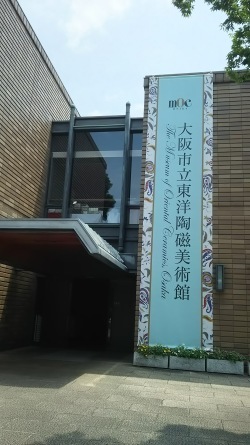 moc
大阪市立東洋陶磁美術館
The Museum of Oriental Ceramics, Osaka